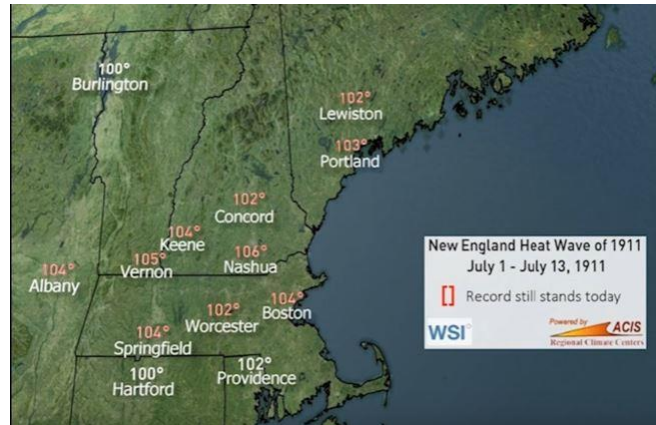 100°
Burlington
102°
Lewiston
103°
Portland
102°
Concord
104°
Keene
106°
Nashua
105°
Vernon
104°
Albany
104°
Boston
102°
Worcester
104°
Springfield
102°
Providence
100°
Hartford
New England Heat Wave of 1911
July 1 - July 13, 1911
[] Record still stands today
WSI
Powered by
ACIS
Regional Climate Centers